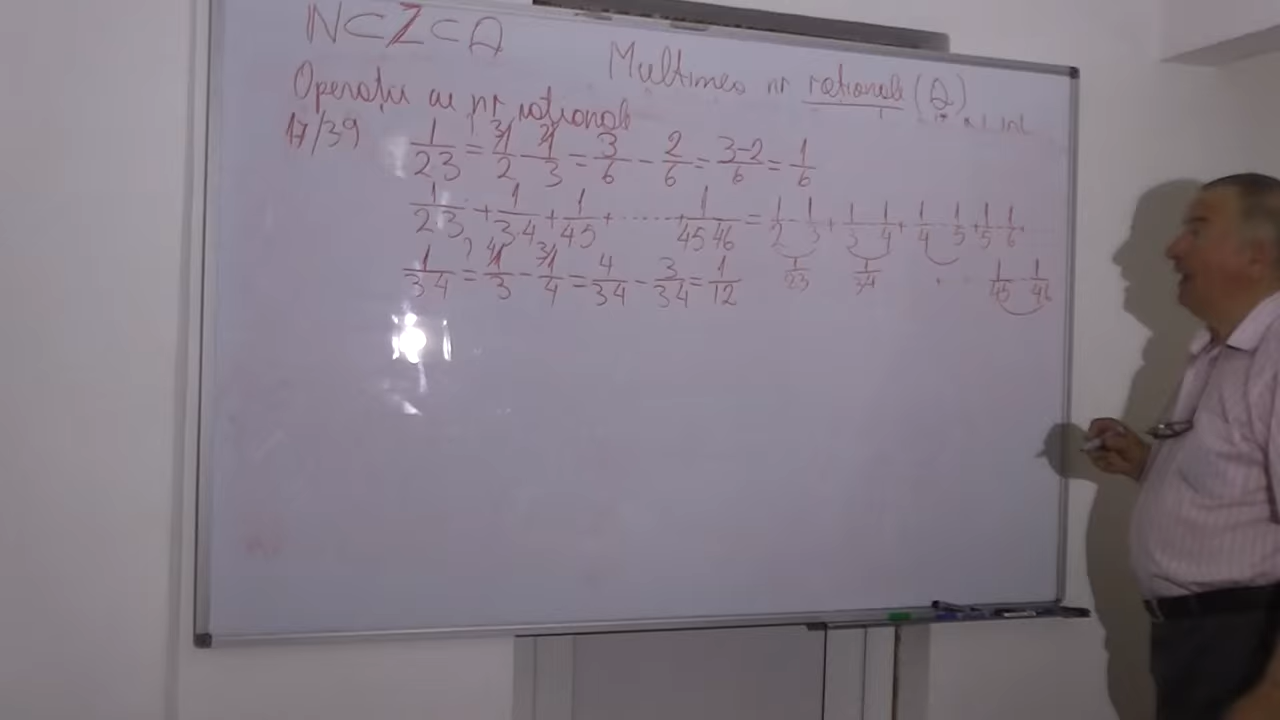 N⊂Z⊂Q
Multimea nr raționale (Q)
Operații cu nr raționale
17/39 1/2·3 = 1/2 - 1/3 = 3/6 - 2/6 = 3-2/6 = 1/6
1/2·3 + 1/3·4 + 1/4·5 + ...... + 1/45·46 = 1/2 - 1/3 + 1/3 - 1/4 + 1/4 - 1/5 + 1/5 - 1/6 .
1/2·3 1/3·4 . . 1/45 - 1/46
1/3·4 ?= 1/3 - 1/4 = 4/3·4 - 3/3·4 = 1/12